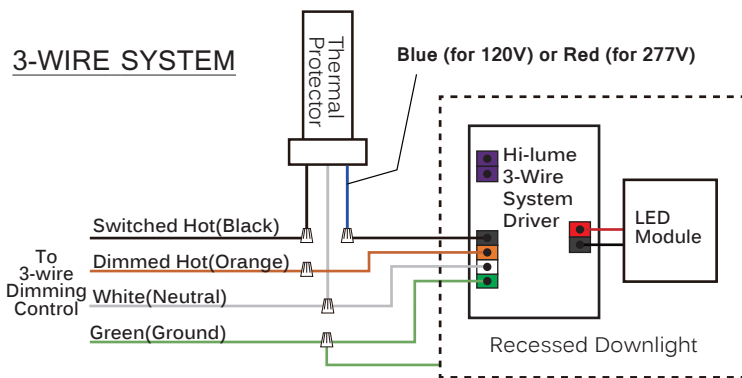 3-WIRE SYSTEM
Thermal
Protector
Blue (for 120V) or Red (for 277V)
Hi-lume
3-Wire
System
Driver
LED
Module
Switched Hot(Black)
To
3-wire
Dimming
Control
Dimmed Hot(Orange)
White(Neutral)
Green(Ground)
Recessed Downlight